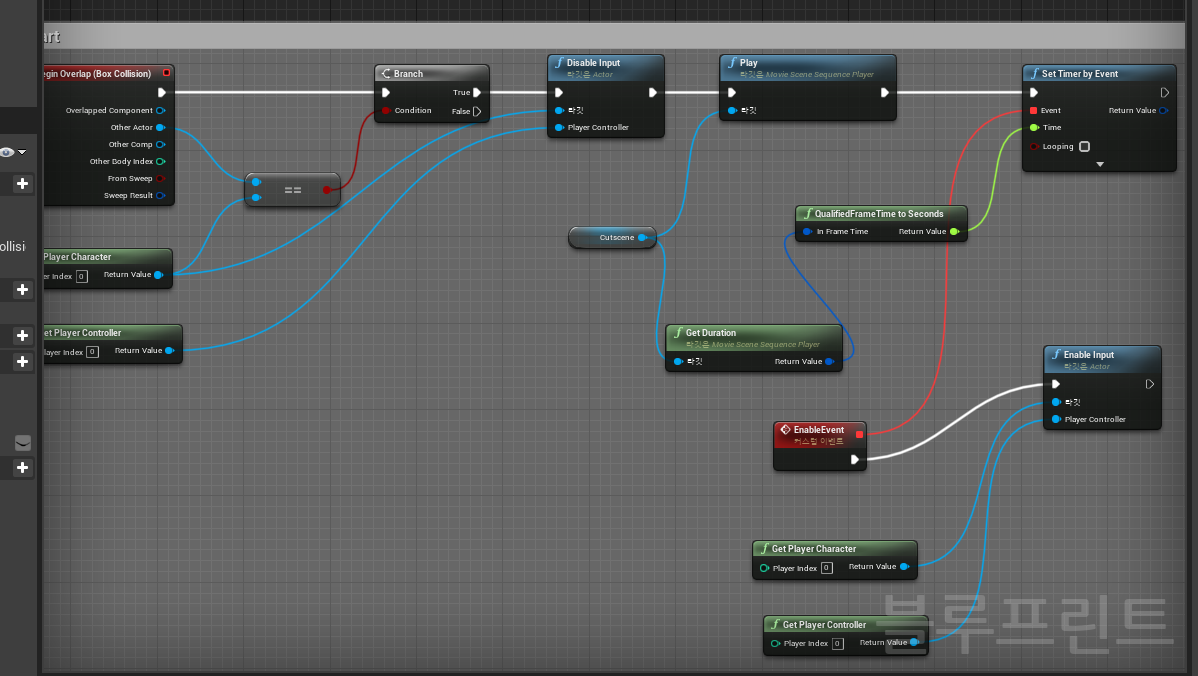 art
egin Overlap (Box Collision)
Overlapped Component
Other Actor
Other Comp
Other Body Index
From Sweep
Sweep Result
Branch
True
Condition
False
Disable Input
타깃은 Actor
타깃
Player Controller
Play
타깃은 Movie Scene Sequence Player
타깃
Set Timer by Event
Event
Return Value
Time
Looping
==
QualifiedFrameTime to Seconds
In Frame Time
Return Value
Cutscene
ollisi
Player Character
er Index 0
Return Value
et Player Controller
layer Index 0
Return Value
Get Duration
타깃은 Movie Scene Sequence Player
타깃
Return Value
Enable Input
타깃은 Actor
타깃
Player Controller
EnableEvent
커스텀 이벤트
Get Player Character
Player Index 0
Return Value
Get Player Controller
Player Index 0
Return Value
블루프린트